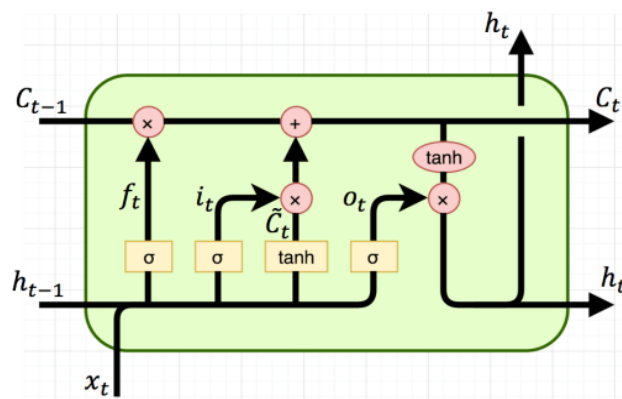 h_t
C_{t-1}
C_t
×
+
tanh
f_t
i_t
×
o_t
×
C̃_t
σ
σ
tanh
σ
h_{t-1}
h_t
x_t